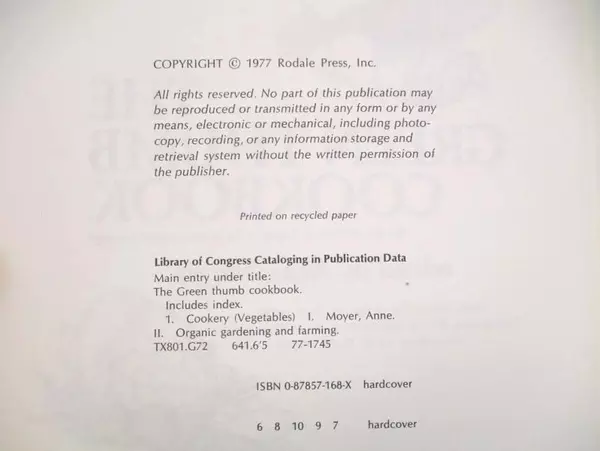 COPYRIGHT © 1977 Rodale Press, Inc.
All rights reserved. No part of this publication may
be reproduced or transmitted in any form or by any
means, electronic or mechanical, including photo-
copy, recording, or any information storage and
retrieval system without the written permission of
the publisher.
Printed on recycled paper
Library of Congress Cataloging in Publication Data
Main entry under title:
The Green thumb cookbook.
Includes index.
1. Cookery (Vegetables) I. Moyer, Anne.
II. Organic gardening and farming.
TX801.G72 641.6'5 77-1745
ISBN 0-87857-168-X hardcover
6 8 10 9 7 hardcover